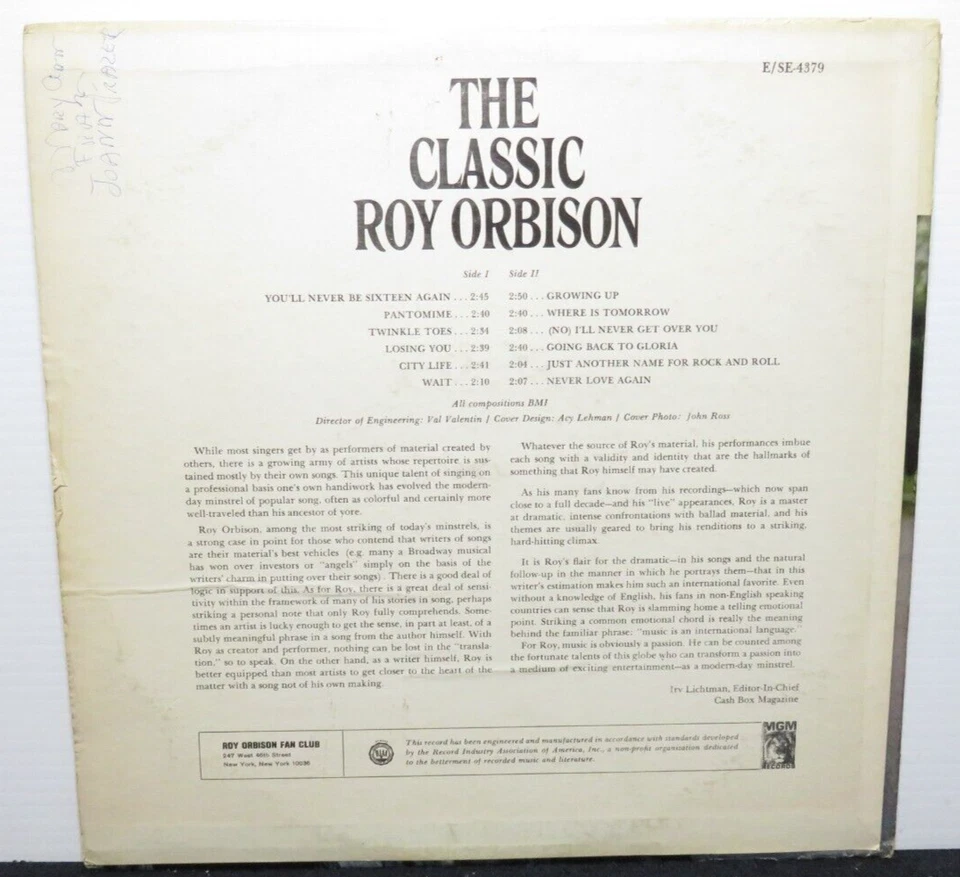 E/SE-4379
THE
CLASSIC
ROY ORBISON
Side I Side II
YOU'LL NEVER BE SIXTEEN AGAIN . . . 2:45 2:50 . . . GROWING UP
PANTOMIME . . . 2:40 2:40 . . . WHERE IS TOMORROW
TWINKLE TOES . . . 2:34 2:08 . . . (NO) I'LL NEVER GET OVER YOU
LOSING YOU . . . 2:39 2:40 . . . GOING BACK TO GLORIA
CITY LIFE . . . 2:41 2:04 . . . JUST ANOTHER NAME FOR ROCK AND ROLL
WAIT . . . 2:10 2:07 . . . NEVER LOVE AGAIN
All compositions BMI
Director of Engineering: Val Valentin / Cover Design: Acy Lehman / Cover Photo: John Ross
While most singers get by as performers of material created by
others, there is a growing army of artists whose repertoire is sus-
tained mostly by their own songs. This unique talent of singing on
a professional basis one's own handiwork has evolved the modern-
day minstrel of popular song, often as colorful and certainly more
well-traveled than his ancestor of yore.
Roy Orbison, among the most striking of today's minstrels, is
a strong case in point for those who contend that writers of songs
are their material's best vehicles (e.g. many a Broadway musical
has won over investors or "angels" simply on the basis of the
writers' charm in putting over their songs). There is a good deal of
logic in support of this. As for Roy, there is a great deal of sensi-
tivity within the framework of many of his stories in song, perhaps
striking a personal note that only Roy fully comprehends. Some-
times an artist is lucky enough to get the sense, in part at least, of a
subtly meaningful phrase in a song from the author himself. With
Roy as creator and performer, nothing can be lost in the "transla-
tion," so to speak. On the other hand, as a writer himself, Roy is
better equipped than most artists to get closer to the heart of the
matter with a song not of his own making.
Whatever the source of Roy's material, his performances imbue
each song with a validity and identity that are the hallmarks of
something that Roy himself may have created.
As his many fans know from his recordings—which now span
close to a full decade—and his "live" appearances, Roy is a master
at dramatic, intense confrontations with ballad material, and his
themes are usually geared to bring his renditions to a striking,
hard-hitting climax.
It is Roy's flair for the dramatic—in his songs and the natural
follow-up in the manner in which he portrays them—that in this
writer's estimation makes him such an international favorite. Even
without a knowledge of English, his fans in non-English speaking
countries can sense that Roy is slamming home a telling emotional
point. Striking a common emotional chord is really the meaning
behind the familiar phrase: "music is an international language."
For Roy, music is obviously a passion. He can be counted among
the fortunate talents of this globe who can transform a passion into
a medium of exciting entertainment—as a modern-day minstrel.
Irv Lichtman, Editor-In-Chief
Cash Box Magazine
ROY ORBISON FAN CLUB
247 West 46th Street
New York, New York 10036
This record has been engineered and manufactured in accordance with standards developed
by the Record Industry Association of America, Inc., a non-profit organization dedicated
to the betterment of recorded music and literature.
MGM
RECORDS